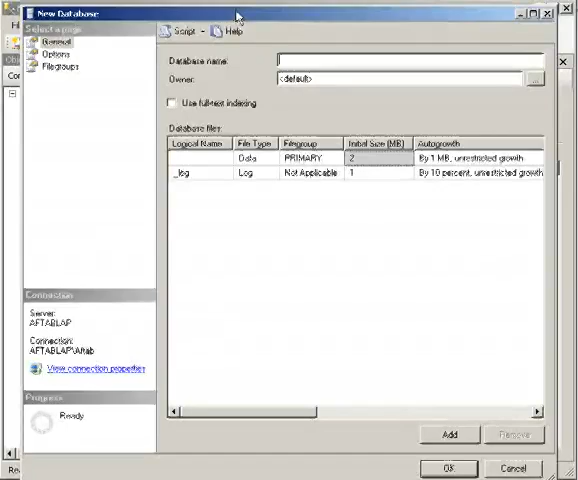 New Database
Select a page
General
Options
Filegroups
Script
Help
Database name:
Owner:
<default>
...
Use full-text indexing
Database files:
Logical Name File Type Filegroup Initial Size (MB) Autogrowth
Data PRIMARY 2 By 1 MB, unrestricted growth
_log Log Not Applicable 1 By 10 percent, unrestricted growth
Connection
Server:
AFTABLAP
Connection:
AFTABLAP\Aftab
View connection properties
Progress
Ready
Add
Remove
OK
Cancel